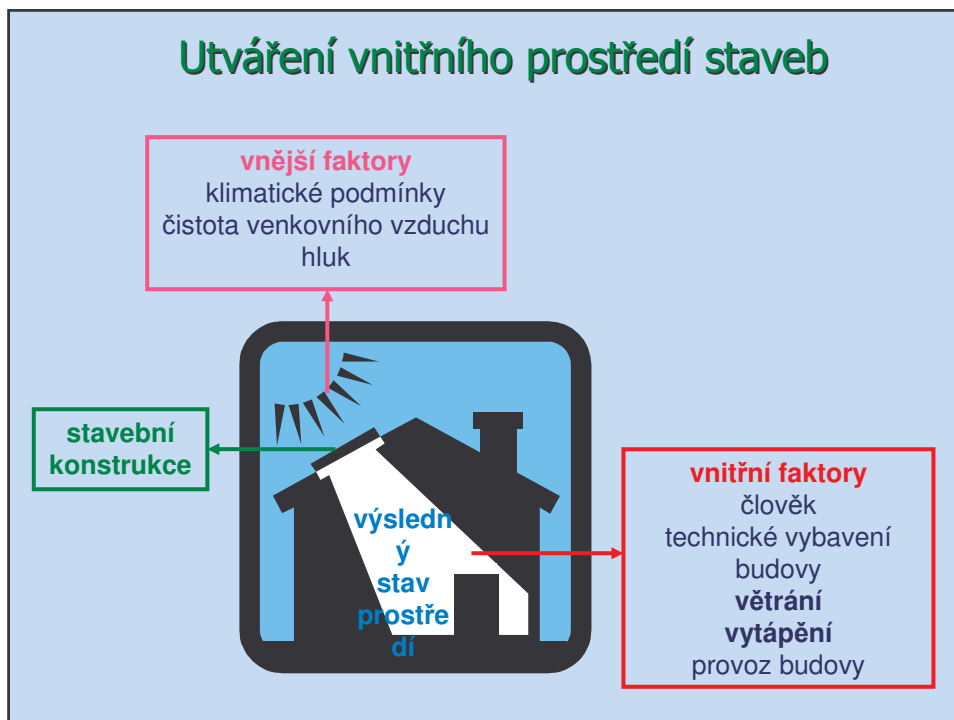 Utváření vnitřního prostředí staveb
vnější faktory
klimatické podmínky
čistota venkovního vzduchu
hluk
stavební
konstrukce
výsledn
ý
stav
prostře
dí
vnitřní faktory
člověk
technické vybavení
budovy
větrání
vytápění
provoz budovy